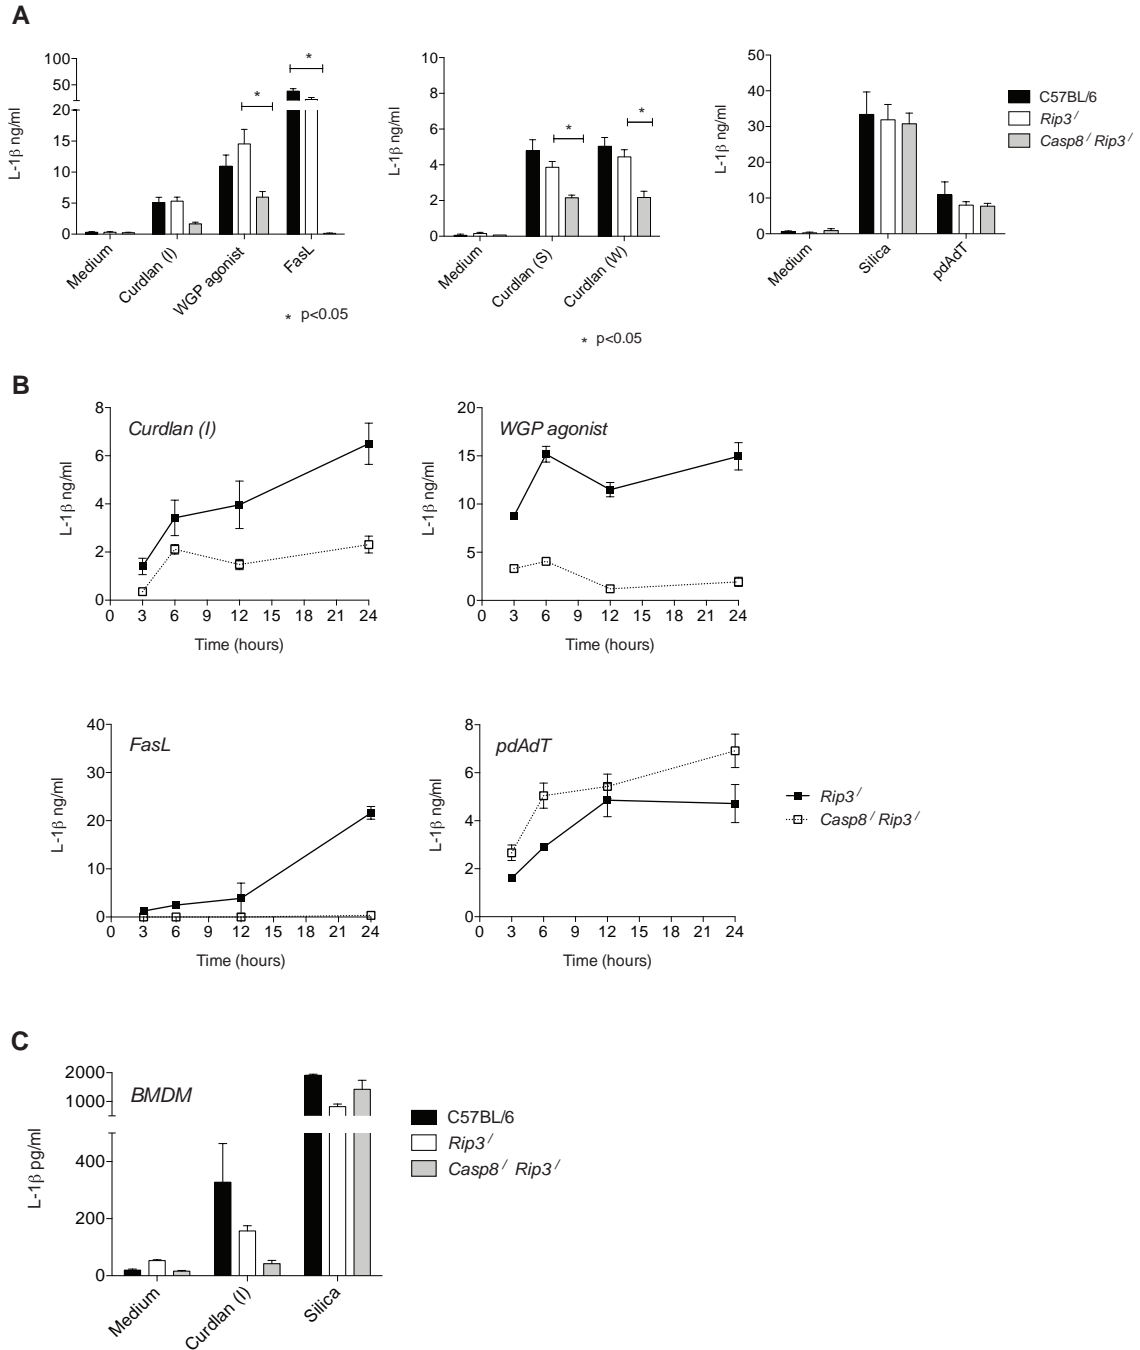 A
100
50
20
15
10
5
0
L-1β ng/ml
Medium
Curdlan (I)
WGP agonist
FasL
*
*
* p<0.05
10
8
6
4
2
0
L-1β ng/ml
Medium
Curdlan (S)
Curdlan (W)
*
*
* p<0.05
50
40
30
20
10
0
L-1β ng/ml
Medium
Silica
pdAdT
C57BL/6
Rip3 /
Casp8 / Rip3 /
B
Curdlan (I)
8
6
4
2
0
L-1β ng/ml
0 3 6 9 12 15 18 21 24
Time (hours)
WGP agonist
20
15
10
5
0
L-1β ng/ml
0 3 6 9 12 15 18 21 24
Time (hours)
FasL
40
30
20
10
0
L-1β ng/ml
0 3 6 9 12 15 18 21 24
Time (hours)
pdAdT
8
6
4
2
0
L-1β ng/ml
0 3 6 9 12 15 18 21 24
Time (hours)
Rip3 /
Casp8 / Rip3 /
C
BMDM
2000
1000
400
200
0
L-1β pg/ml
Medium
Curdlan (I)
Silica
C57BL/6
Rip3 /
Casp8 / Rip3 /